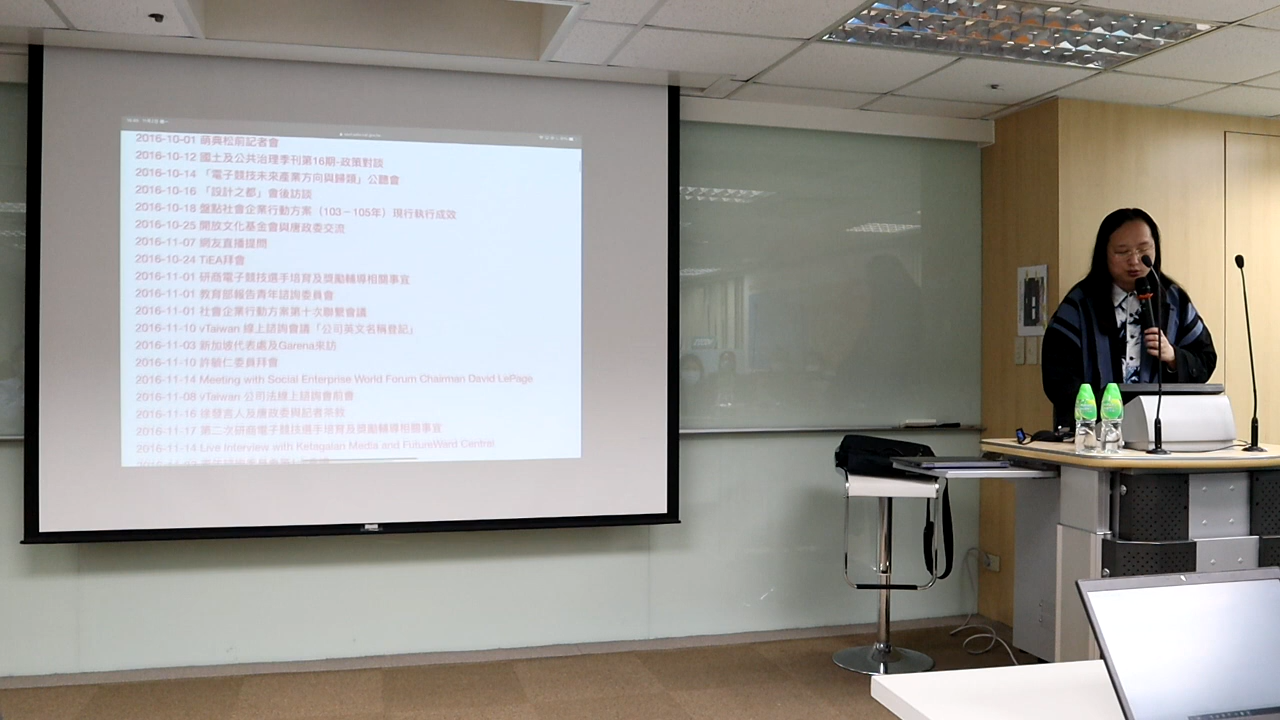 2016-10-01 萌典松前記者會
2016-10-12 國土及公共治理季刊第16期-政策對談
2016-10-14 「電子競技未來產業方向與歸類」公聽會
2016-10-16 「設計之都」會後訪談
2016-10-18 盤點社會企業行動方案（103－105年）現行執行成效
2016-10-25 開放文化基金會與唐政委交流
2016-11-07 網友直播提問
2016-10-24 TiEA拜會
2016-11-01 研商電子競技選手培育及獎勵輔導相關事宜
2016-11-01 教育部報告青年諮詢委員會
2016-11-01 社會企業行動方案第十次聯繫會議
2016-11-10 vTaiwan 線上諮詢會議「公司英文名稱登記」
2016-11-03 新加坡代表處及Garena來訪
2016-11-10 許毓仁委員拜會
2016-11-14 Meeting with Social Enterprise World Forum Chairman David LePage
2016-11-08 vTaiwan 公司法線上諮詢會前會
2016-11-16 徐發言人及唐政委與記者茶敘
2016-11-17 第二次研商電子競技選手培育及獎勵輔導相關事宜
2016-11-14 Live Interview with Ketagalan Media and FutureWard Central